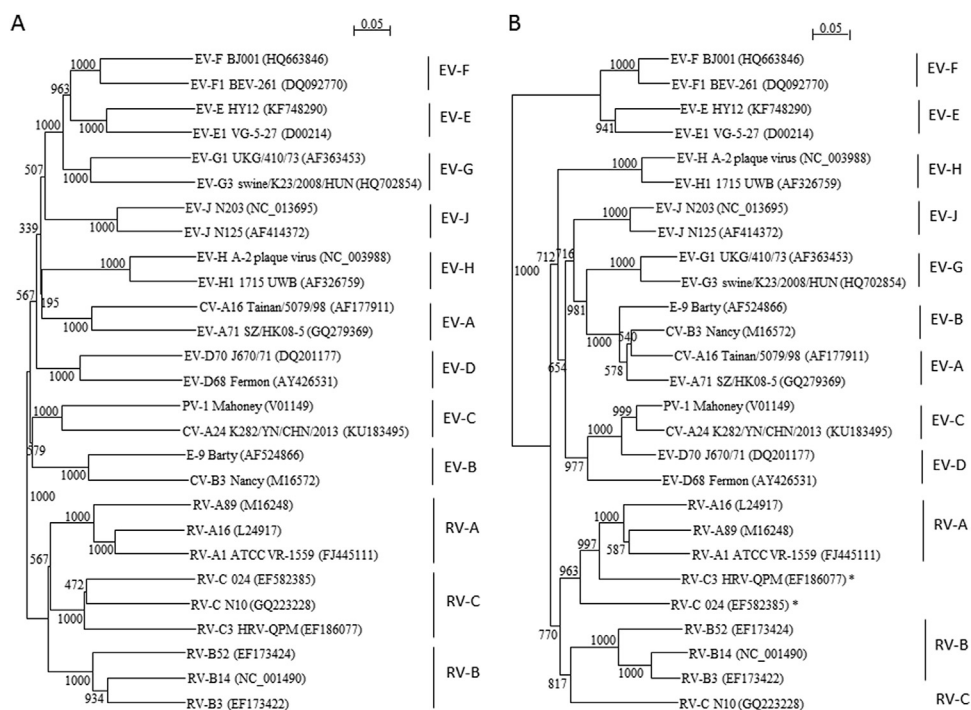 A
0.05
EV-F BJ001 (HQ663846)
EV-F1 BEV-261 (DQ092770)
EV-E HY12 (KF748290)
EV-E1 VG-5-27 (D00214)
EV-G1 UKG/410/73 (AF363453)
EV-G3 swine/K23/2008/HUN (HQ702854)
EV-J N203 (NC_013695)
EV-J N125 (AF414372)
EV-H A-2 plaque virus (NC_003988)
EV-H1 1715 UWB (AF326759)
CV-A16 Tainan/5079/98 (AF177911)
EV-A71 SZ/HK08-5 (GQ279369)
EV-D70 J670/71 (DQ201177)
EV-D68 Fermon (AY426531)
PV-1 Mahoney (V01149)
CV-A24 K282/YN/CHN/2013 (KU183495)
E-9 Barty (AF524866)
CV-B3 Nancy (M16572)
RV-A89 (M16248)
RV-A16 (L24917)
RV-A1 ATCC VR-1559 (FJ445111)
RV-C 024 (EF582385)
RV-C N10 (GQ223228)
RV-C3 HRV-QPM (EF186077)
RV-B52 (EF173424)
RV-B14 (NC_001490)
RV-B3 (EF173422)
EV-F
EV-E
EV-G
EV-J
EV-H
EV-A
EV-D
EV-C
EV-B
RV-A
RV-C
RV-B
1000
963
1000
1000
1000
507
1000
339
1000
567
195
1000
1000
1000
579
1000
1000
1000
1000
567
472
1000
1000
934
B
0.05
EV-F BJ001 (HQ663846)
EV-F1 BEV-261 (DQ092770)
EV-E HY12 (KF748290)
EV-E1 VG-5-27 (D00214)
EV-H A-2 plaque virus (NC_003988)
EV-H1 1715 UWB (AF326759)
EV-J N203 (NC_013695)
EV-J N125 (AF414372)
EV-G1 UKG/410/73 (AF363453)
EV-G3 swine/K23/2008/HUN (HQ702854)
E-9 Barty (AF524866)
CV-B3 Nancy (M16572)
CV-A16 Tainan/5079/98 (AF177911)
EV-A71 SZ/HK08-5 (GQ279369)
PV-1 Mahoney (V01149)
CV-A24 K282/YN/CHN/2013 (KU183495)
EV-D70 J670/71 (DQ201177)
EV-D68 Fermon (AY426531)
RV-A16 (L24917)
RV-A89 (M16248)
RV-A1 ATCC VR-1559 (FJ445111)
RV-C3 HRV-QPM (EF186077) *
RV-C 024 (EF582385) *
RV-B52 (EF173424)
RV-B14 (NC_001490)
RV-B3 (EF173422)
RV-C N10 (GQ223228)
EV-F
EV-E
EV-H
EV-J
EV-G
EV-B
EV-A
EV-C
EV-D
RV-A
RV-B
RV-C
1000
941
1000
1000
712
716
1000
1000
981
1000
540
578
654
999
1000
977
1000
997
587
963
770
1000
1000
817